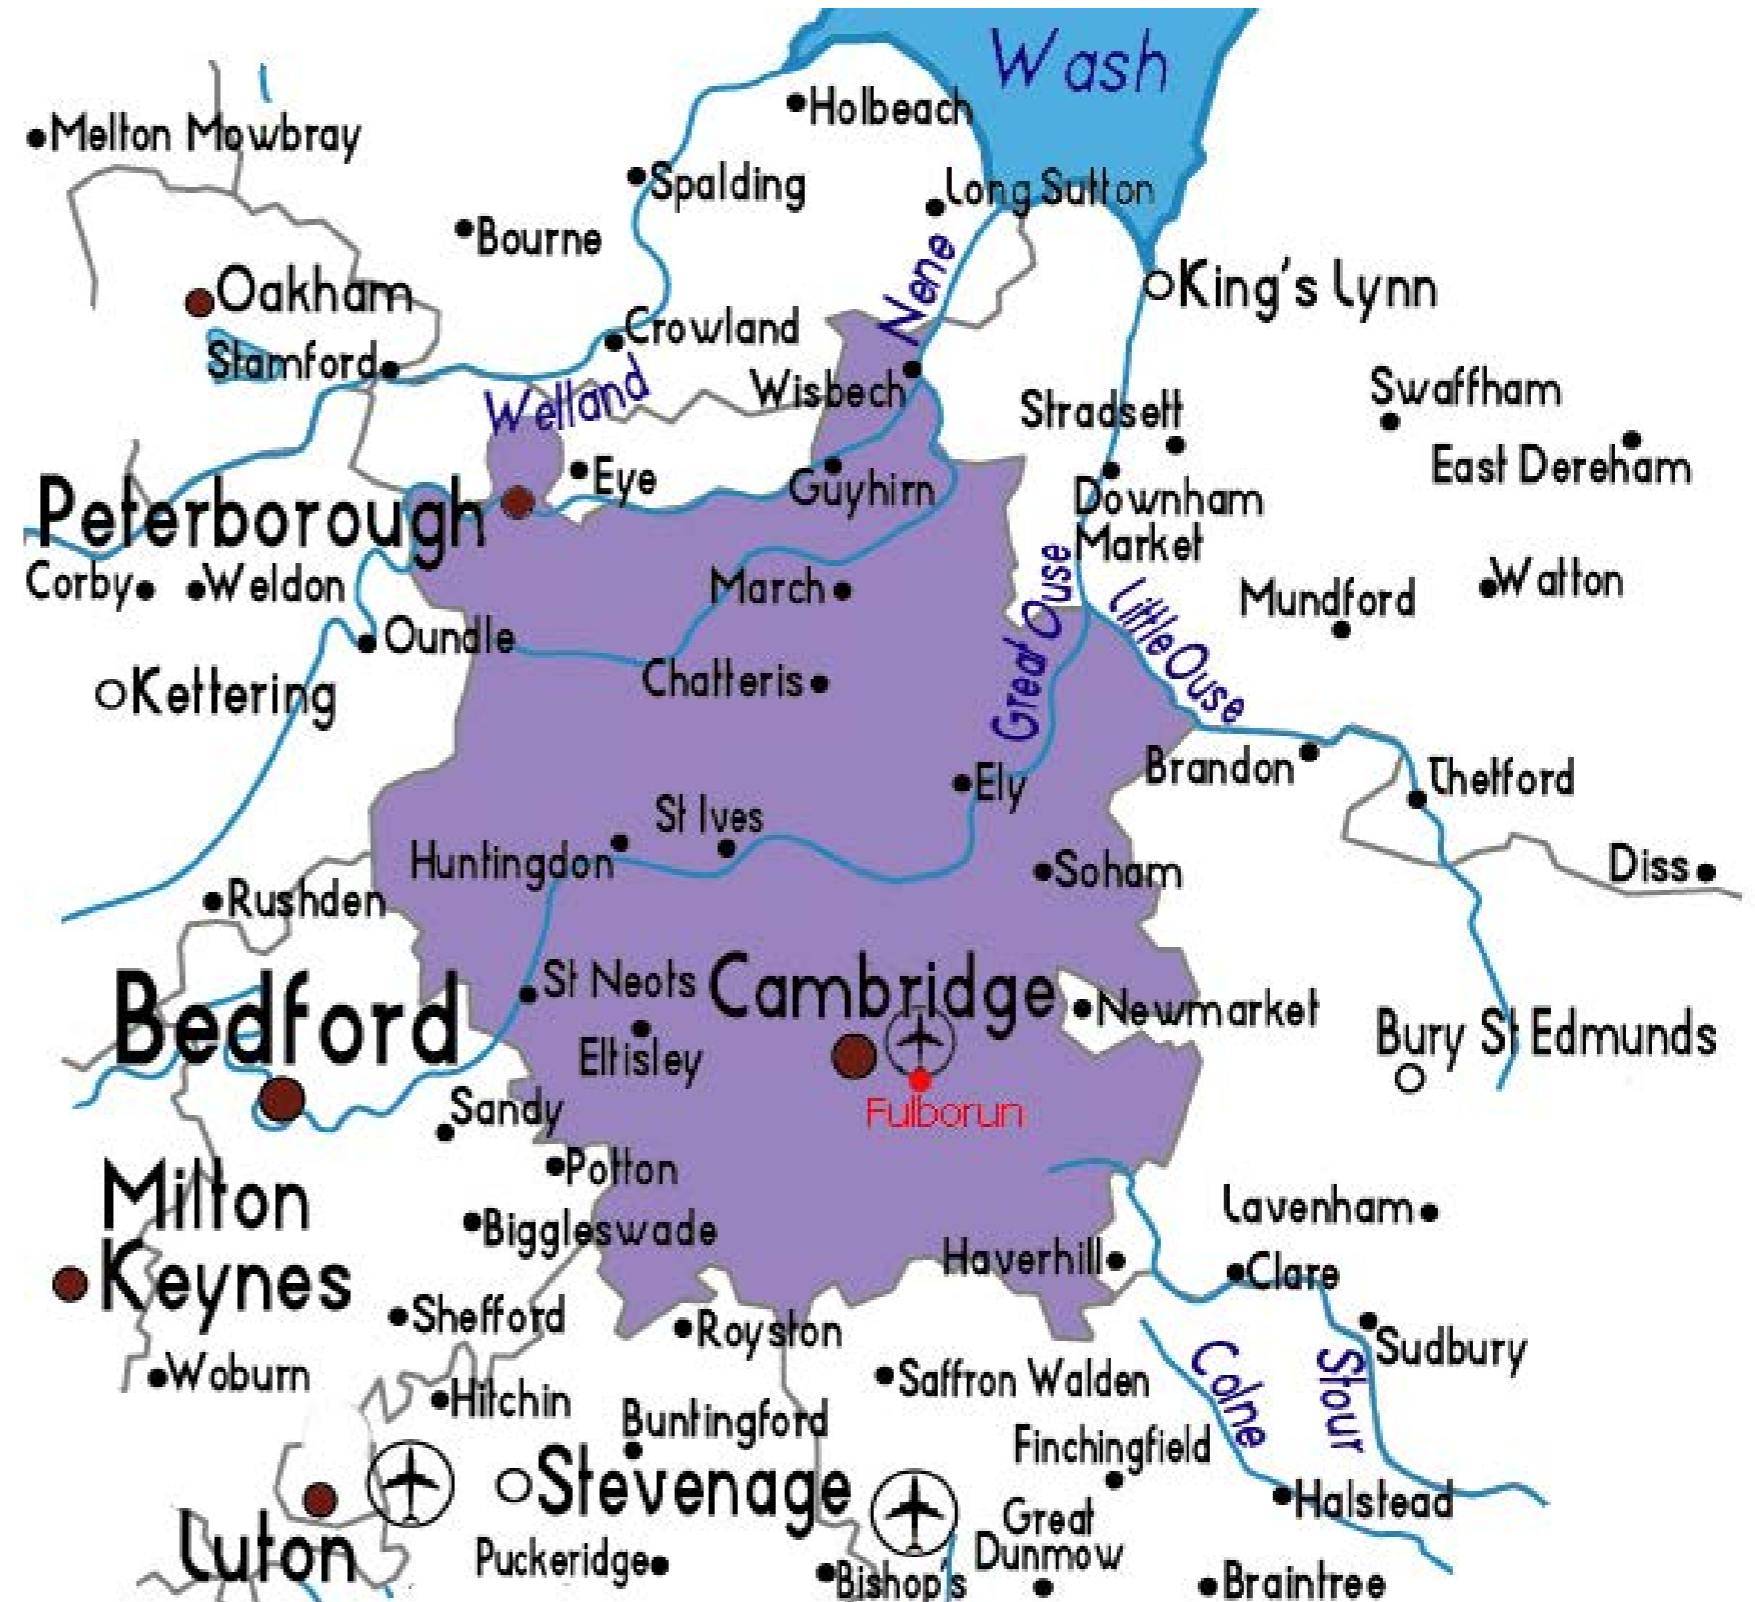 Wash
Holbeach
Melton Mowbray
Spalding
Long Sutton
Bourne
Nene
Oakham
King's Lynn
Crowland
Stamford
Welland
Wisbech
Swaffham
Stradsett
East Dereham
Eye
Guyhirn
Peterborough
Downham
Market
Corby
Weldon
March
Great Ouse
Little Ouse
Mundford
Watton
Oundle
Chatteris
Kettering
Ely
Brandon
Thetford
St Ives
Huntingdon
Soham
Diss
Rushden
St Neots
Cambridge
Newmarket
Bedford
Eltisley
Bury St Edmunds
Sandy
Fulborun
Potton
Milton
Keynes
Biggleswade
Lavenham
Haverhill
Clare
Shefford
Royston
Sudbury
Colne
Stour
Woburn
Saffron Walden
Hitchin
Buntingford
Finchingfield
Stevenage
Halstead
Great
Dunmow
Luton
Puckeridge
Bishop's
Braintree